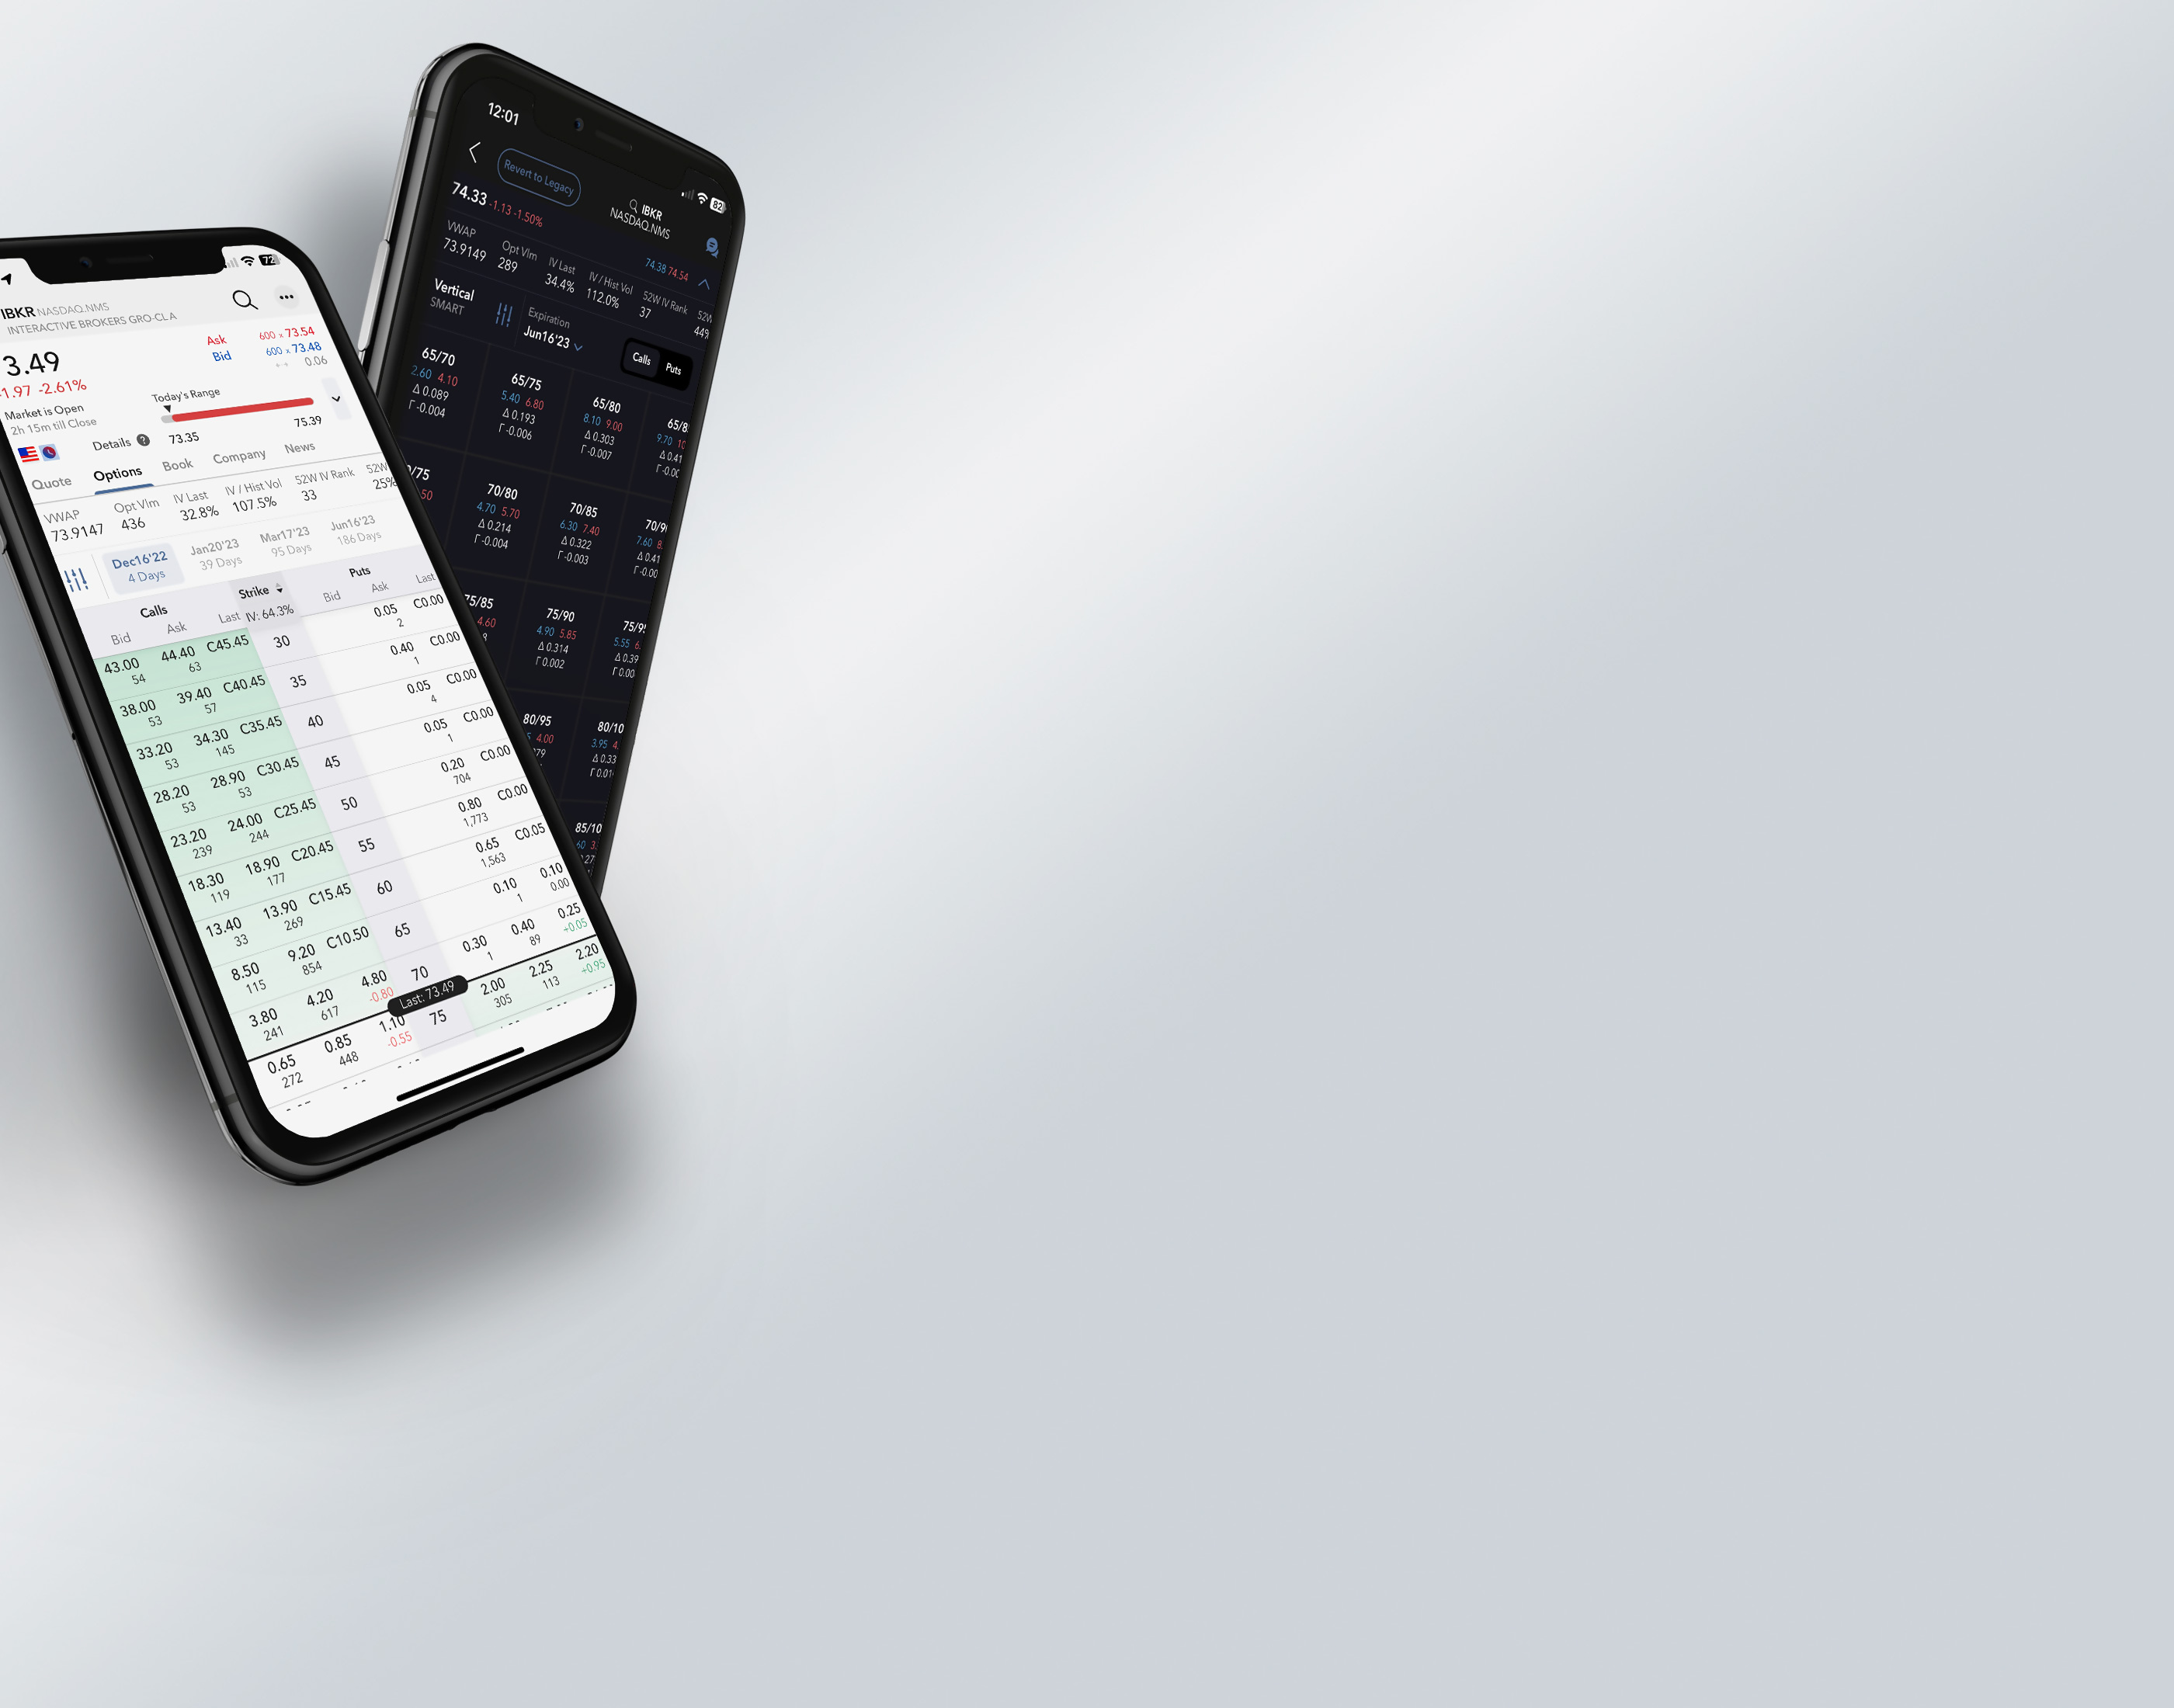 72
IBKR NASDAQ.NMS
INTERACTIVE BROKERS GRO-CL A
3.49
-1.97 -2.61%
Ask 600 x 73.54
Bid 600 x 73.48
0.06
Market is Open
2h 15m till Close
Today's Range
Details ? 73.35 75.39
Quote Options Book Company News
VWAP Opt Vlm IV Last IV / Hist Vol 52W IV Rank 52W
73.9147 436 32.8% 107.5% 33 25%
Dec16'22 Jan20'23 Mar17'23 Jun16'23
4 Days 39 Days 95 Days 186 Days
Calls Strike Puts
Bid Ask Last IV: 64.3% Bid Ask Last
43.00 44.40 C45.45 30 0.05 C0.00
54 63 2
38.00 39.40 C40.45 35 0.40 C0.00
53 57 1
33.20 34.30 C35.45 40 0.05 C0.00
53 145 4
28.20 28.90 C30.45 45 0.05 C0.00
53 53 1
23.20 24.00 C25.45 50 0.20 C0.00
239 244 704
18.30 18.90 C20.45 55 0.80 C0.00
119 177 1,773
13.40 13.90 C15.45 60 0.65 C0.05
33 269 1,563
8.50 9.20 C10.50 65 0.10 0.10
115 854 1 0.00
3.80 4.20 4.80 70 0.30 0.40 0.25
241 617 -0.80 1 89 +0.05
Last: 73.49
0.65 0.85 1.10 75 2.00 2.25 2.20
272 448 -0.55 305 113 +0.95
12:01
82
Revert to Legacy
IBKR
NASDAQ.NMS
74.33 -1.13 -1.50%
74.38 74.54
VWAP Opt Vlm IV Last IV / Hist Vol 52W IV Rank 52W
73.9149 289 34.4% 112.0% 37 44%
Vertical
SMART
Expiration
Jun16'23
Calls Puts
65/70 65/75 65/80 65/8
2.60 4.10 5.40 6.80 8.10 9.00 9.70 10
Δ 0.089 Δ 0.193 Δ 0.303 Δ 0.41
Γ -0.004 Γ -0.006 Γ -0.007 Γ -0.00
/75 70/80 70/85 70/9
.50 4.70 5.70 6.30 7.40 7.60 8.
Δ 0.214 Δ 0.322 Δ 0.41
Γ -0.004 Γ -0.003 Γ -0.00
75/85 75/90 75/9
4.60 4.90 5.85 5.55 6.
Δ 0.314 Δ 0.39
Γ 0.002 Γ 0.00
80/95 80/10
4.00 3.95 4.
79 Δ 0.33
Γ 0.01
85/10
60 3.
.27